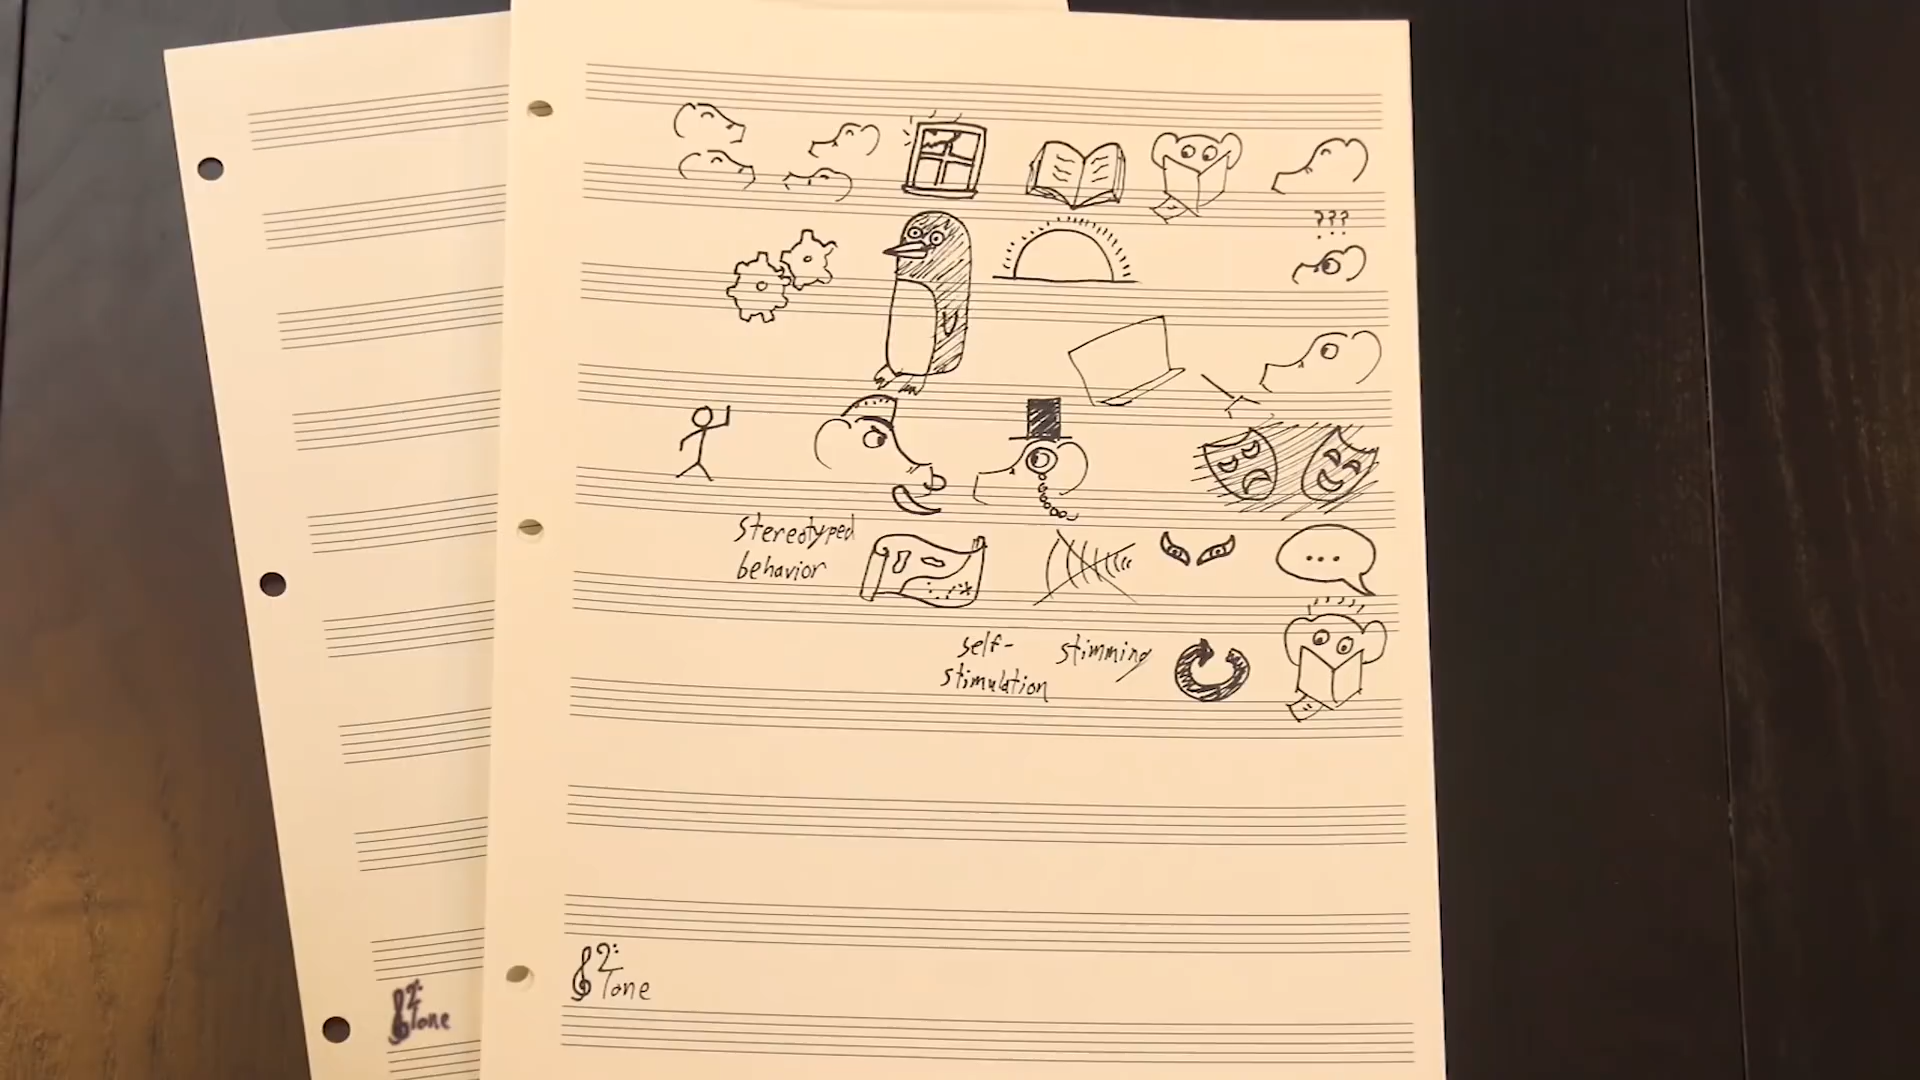 ???
stereotyped
behavior
...
self-
stimulation
stimming
Tone
Tone